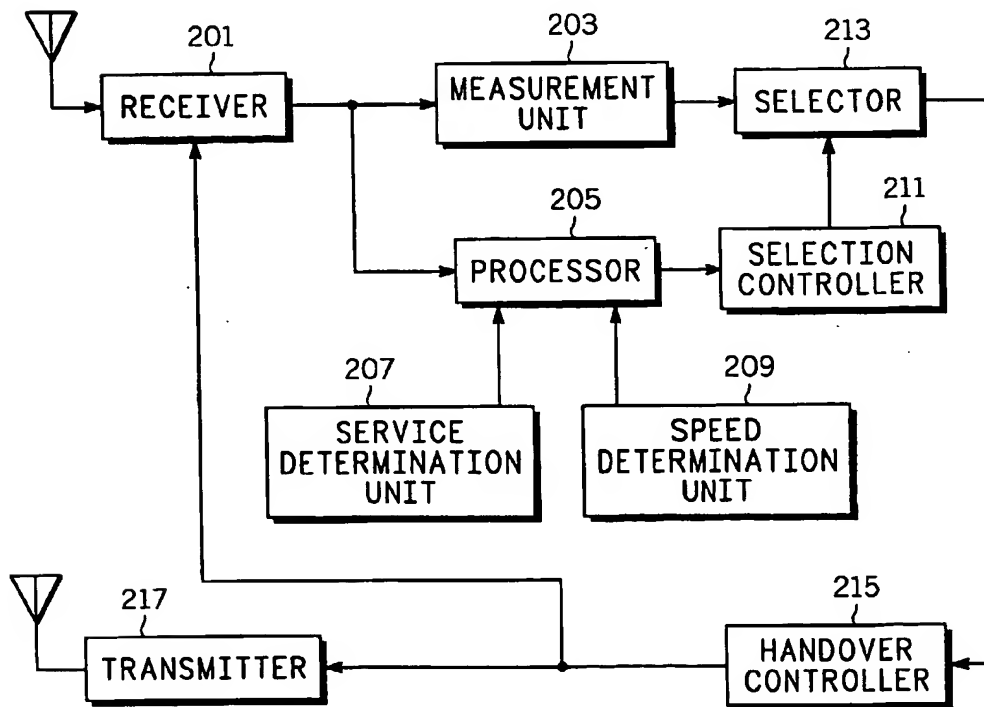 201
RECEIVER
203
MEASUREMENT
UNIT
213
SELECTOR
205
PROCESSOR
211
SELECTION
CONTROLLER
207
SERVICE
DETERMINATION
UNIT
209
SPEED
DETERMINATION
UNIT
217
TRANSMITTER
215
HANDOVER
CONTROLLER